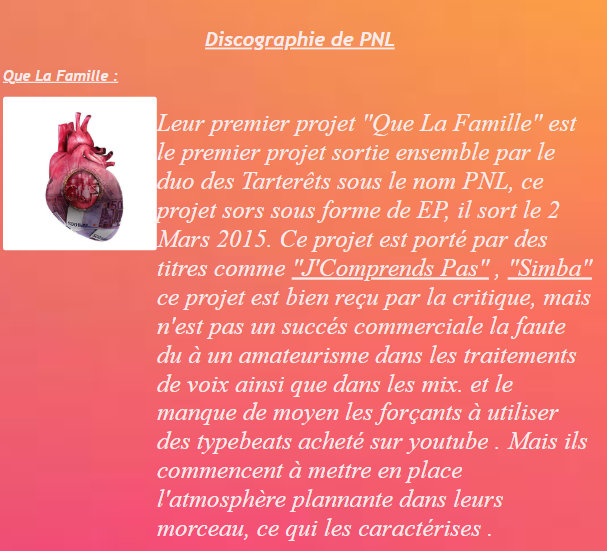 Discographie de PNL
Que La Famille :
Leur premier projet "Que La Famille" est
le premier projet sortie ensemble par le
duo des Tarterêts sous le nom PNL, ce
projet sors sous forme de EP, il sort le 2
Mars 2015. Ce projet est porté par des
titres comme "J'Comprends Pas" , "Simba"
ce projet est bien reçu par la critique, mais
n'est pas un succés commerciale la faute
du à un amateurisme dans les traitements
de voix ainsi que dans les mix. et le
manque de moyen les forçants à utiliser
des typebeats acheté sur youtube . Mais ils
commencent à mettre en place
l'atmosphère plannante dans leurs
morceau, ce qui les caractérises .